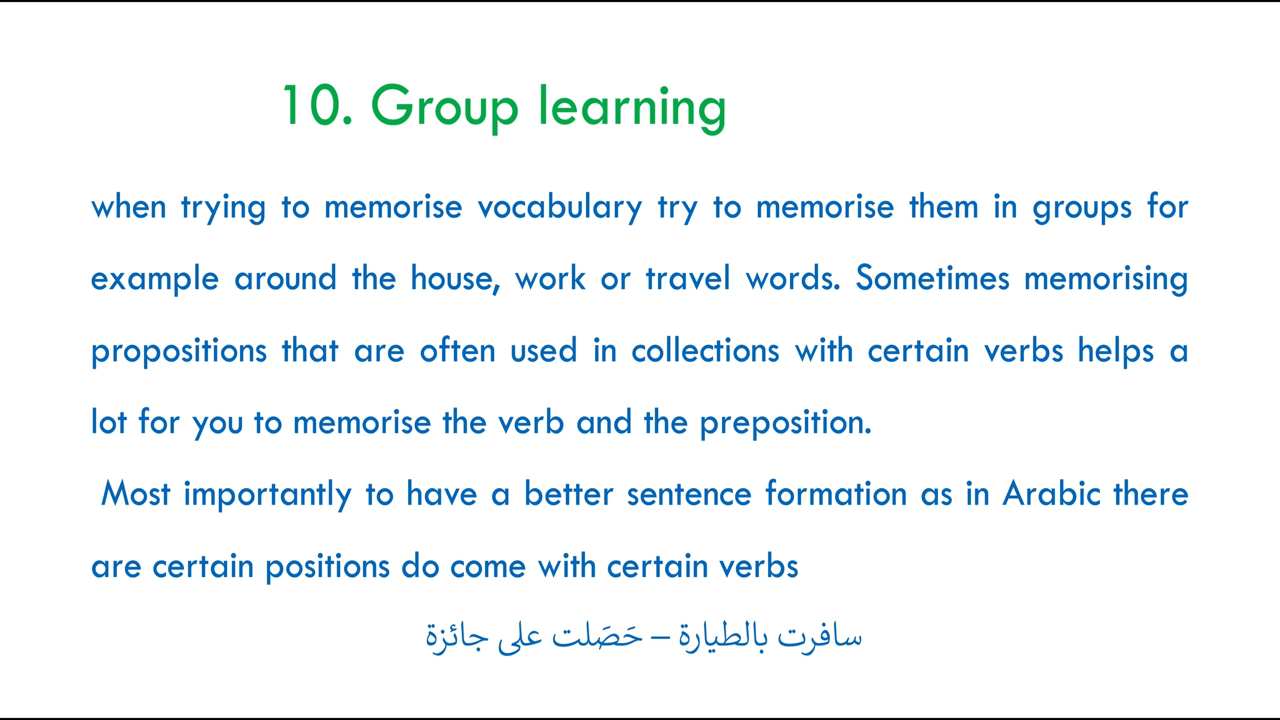 10. Group learning
when trying to memorise vocabulary try to memorise them in groups for
example around the house, work or travel words. Sometimes memorising
propositions that are often used in collections with certain verbs helps a
lot for you to memorise the verb and the preposition.
Most importantly to have a better sentence formation as in Arabic there
are certain positions do come with certain verbs
سافرت بالطيارة – حَصَلت على جائزة